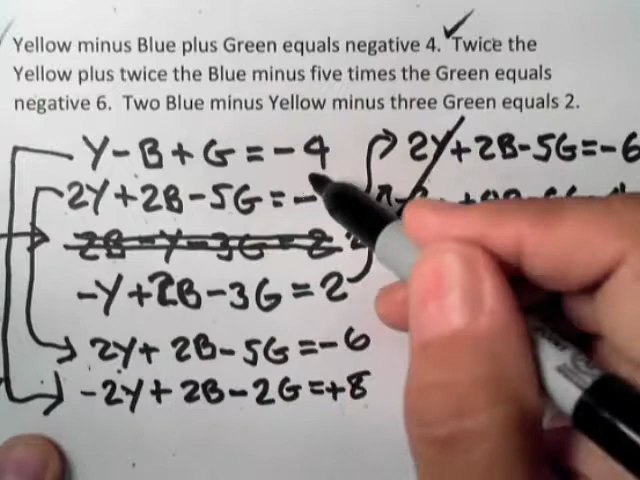 Yellow minus Blue plus Green equals negative 4. Twice the
Yellow plus twice the Blue minus five times the Green equals
negative 6. Two Blue minus Yellow minus three Green equals 2.
Y-B+G=-4
2Y+2B-5G=-6
2Y+2B-5G=-
2B-Y-3G=2
-Y+2B-3G=2
2Y+2B-5G=-6
-2Y+2B-2G=+8